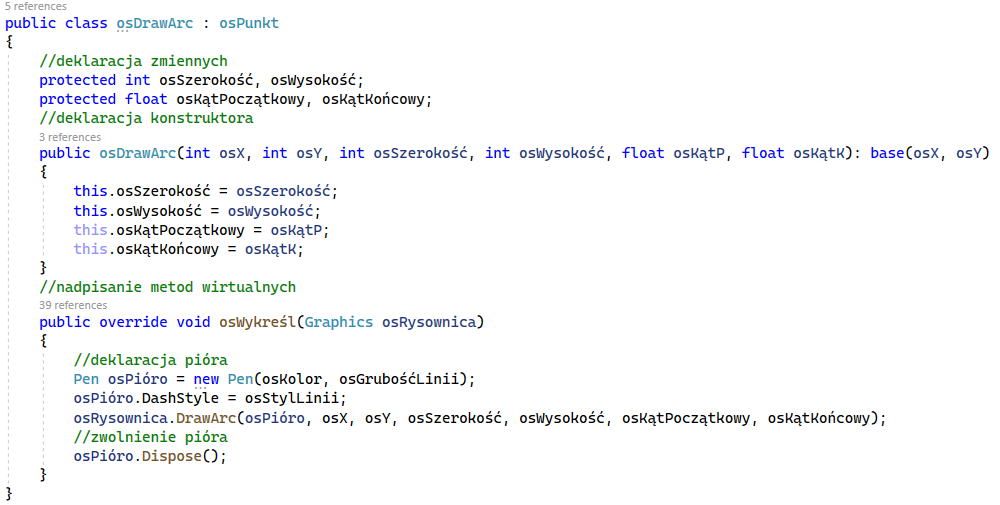 5 references
public class osDrawArc : osPunkt
{
//deklaracja zmiennych
protected int osSzerokość, osWysokość;
protected float osKątPoczątkowy, osKątKońcowy;
//deklaracja konstruktora
3 references
public osDrawArc(int osX, int osY, int osSzerokość, int osWysokość, float osKątP, float osKątK): base(osX, osY)
{
this.osSzerokość = osSzerokość;
this.osWysokość = osWysokość;
this.osKątPoczątkowy = osKątP;
this.osKątKońcowy = osKątK;
}
//nadpisanie metod wirtualnych
39 references
public override void osWykreśl(Graphics osRysownica)
{
//deklaracja pióra
Pen osPióro = new Pen(osKolor, osGrubośćLinii);
osPióro.DashStyle = osStylLinii;
osRysownica.DrawArc(osPióro, osX, osY, osSzerokość, osWysokość, osKątPoczątkowy, osKątKońcowy);
//zwolnienie pióra
osPióro.Dispose();
}
}